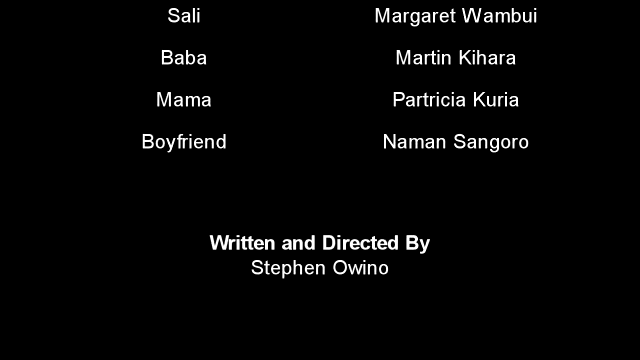 Sali Margaret Wambui
Baba Martin Kihara
Mama Partricia Kuria
Boyfriend Naman Sangoro
Written and Directed By
Stephen Owino